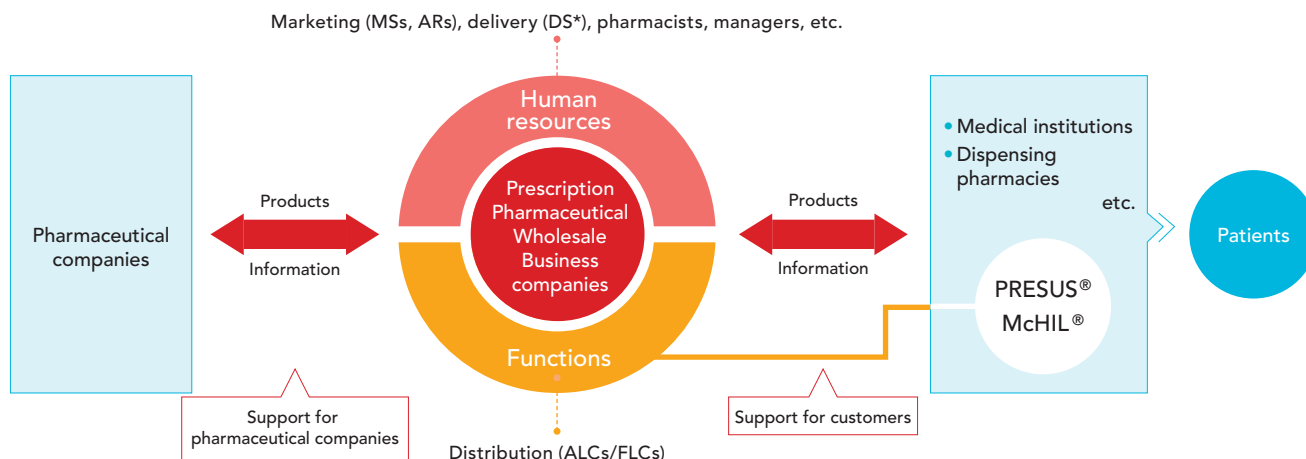 Marketing (MSs, ARs), delivery (DS*), pharmacists, managers, etc.
Pharmaceutical
companies
Products
Information
Support for
pharmaceutical companies
Human
resources
Prescription
Pharmaceutical
Wholesale
Business
companies
Functions
Distribution (ALCs/FLCs)
Products
Information
Support for customers
• Medical institutions
• Dispensing
pharmacies
etc.
PRESUS®
McHIL®
Patients